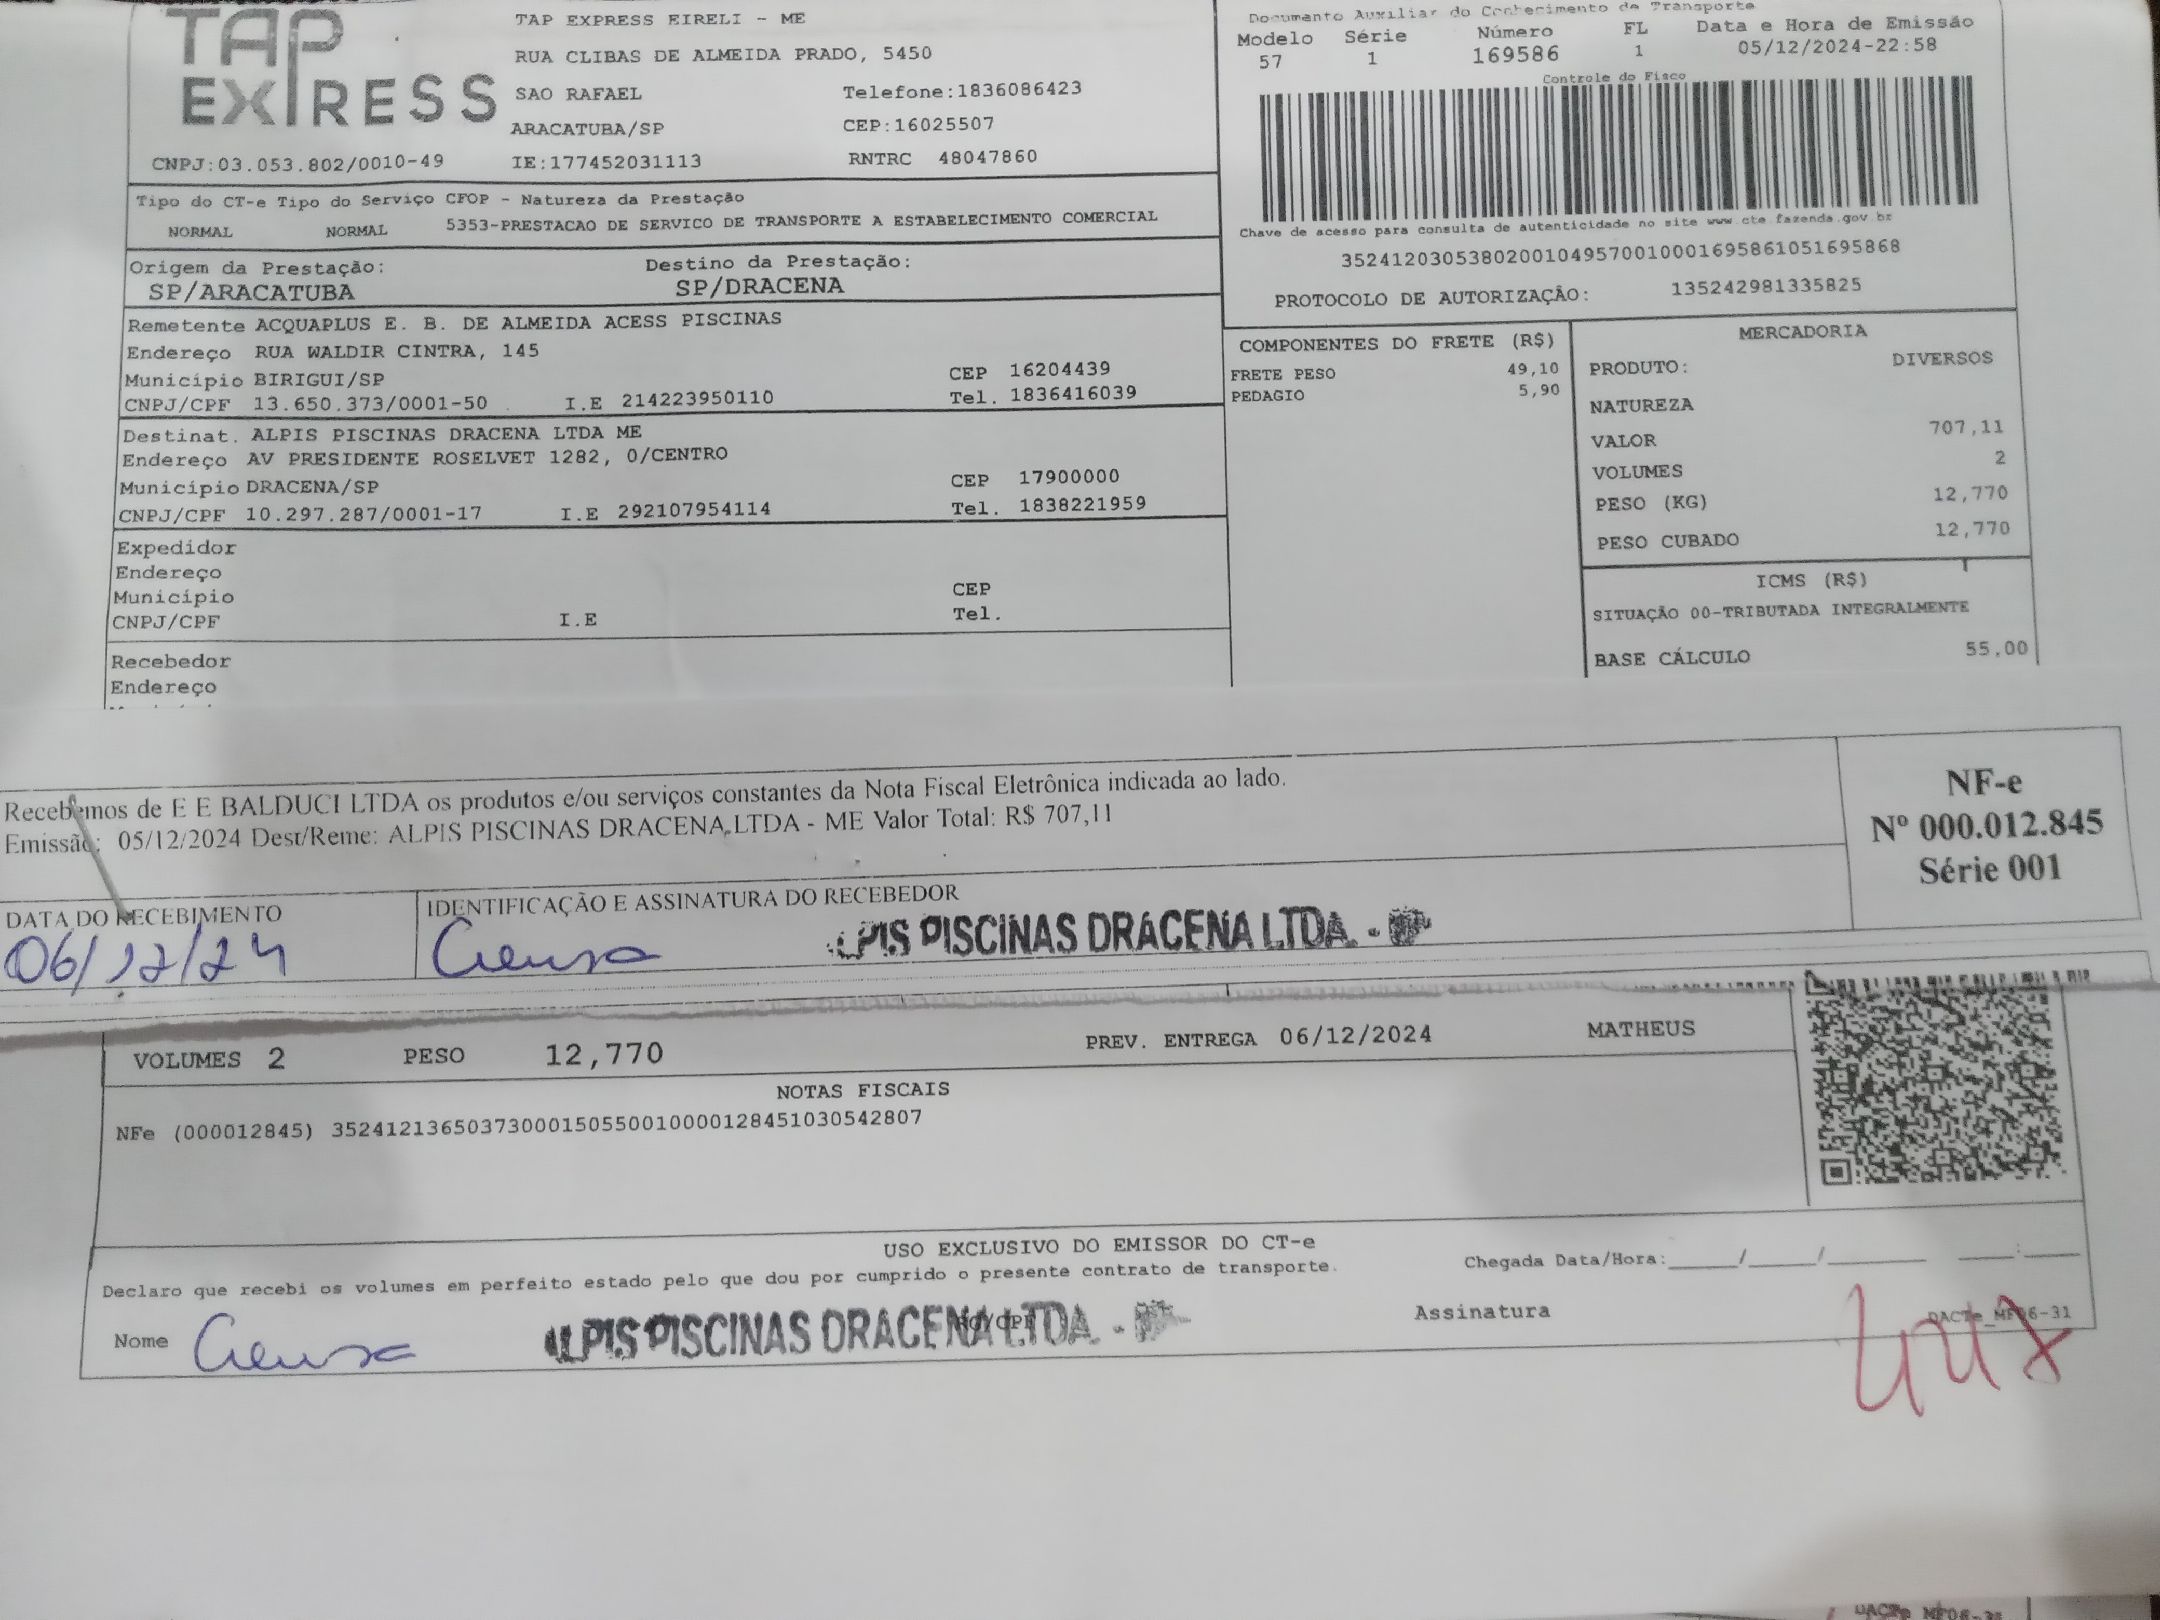 TAP
EXPRESS
TAP EXPRESS EIRELI - ME
RUA CLIBAS DE ALMEIDA PRADO, 5450
SAO RAFAEL Telefone:1836086423
ARACATUBA/SP CEP:16025507
CNPJ:03.053.802/0010-49 IE:177452031113 RNTRC 48047860
Documento Auxiliar do Conhecimento de Transporte
Modelo Série Número FL Data e Hora de Emissão
57 1 169586 1 05/12/2024-22:58
Controle do Fisco
Chave de acesso para consulta de autenticidade no site www.cte.fazenda.gov.br
35241203053802001049570010001695861051695868
PROTOCOLO DE AUTORIZAÇÃO: 135242981335825
Tipo do CT-e Tipo do Serviço CFOP - Natureza da Prestação
NORMAL NORMAL 5353-PRESTACAO DE SERVICO DE TRANSPORTE A ESTABELECIMENTO COMERCIAL
Origem da Prestação: Destino da Prestação:
SP/ARACATUBA SP/DRACENA
Remetente ACQUAPLUS E. B. DE ALMEIDA ACESS PISCINAS
Endereço RUA WALDIR CINTRA, 145
Município BIRIGUI/SP CEP 16204439
CNPJ/CPF 13.650.373/0001-50 I.E 214223950110 Tel. 1836416039
Destinat. ALPIS PISCINAS DRACENA LTDA ME
Endereço AV PRESIDENTE ROSELVET 1282, 0/CENTRO
Município DRACENA/SP CEP 17900000
CNPJ/CPF 10.297.287/0001-17 I.E 292107954114 Tel. 1838221959
Expedidor
Endereço
Município CEP
CNPJ/CPF I.E Tel.
Recebedor
Endereço
COMPONENTES DO FRETE (R$)
FRETE PESO 49,10
PEDAGIO 5,90
MERCADORIA
PRODUTO: DIVERSOS
NATUREZA
VALOR 707,11
VOLUMES 2
PESO (KG) 12,770
PESO CUBADO 12,770
ICMS (R$)
SITUAÇÃO 00-TRIBUTADA INTEGRALMENTE
BASE CÁLCULO 55,00
Recebemos de E E BALDUCI LTDA os produtos e/ou serviços constantes da Nota Fiscal Eletrônica indicada ao lado.
Emissão: 05/12/2024 Dest/Reme: ALPIS PISCINAS DRACENA LTDA - ME Valor Total: R$ 707,11
NF-e
Nº 000.012.845
Série 001
DATA DO RECEBIMENTO IDENTIFICAÇÃO E ASSINATURA DO RECEBEDOR
06/12/24 LPIS PISCINAS DRACENA LTDA. -
VOLUMES 2 PESO 12,770 PREV. ENTREGA 06/12/2024 MATHEUS
NOTAS FISCAIS
NFe (000012845) 35241213650373000150550010000128451030542807
USO EXCLUSIVO DO EMISSOR DO CT-e
Declaro que recebi os volumes em perfeito estado pelo que dou por cumprido o presente contrato de transporte. Chegada Data/Hora:
Nome LPIS PISCINAS DRACENA LTDA. - Assinatura
DACTe_MF06-31
DACTe MF06-31